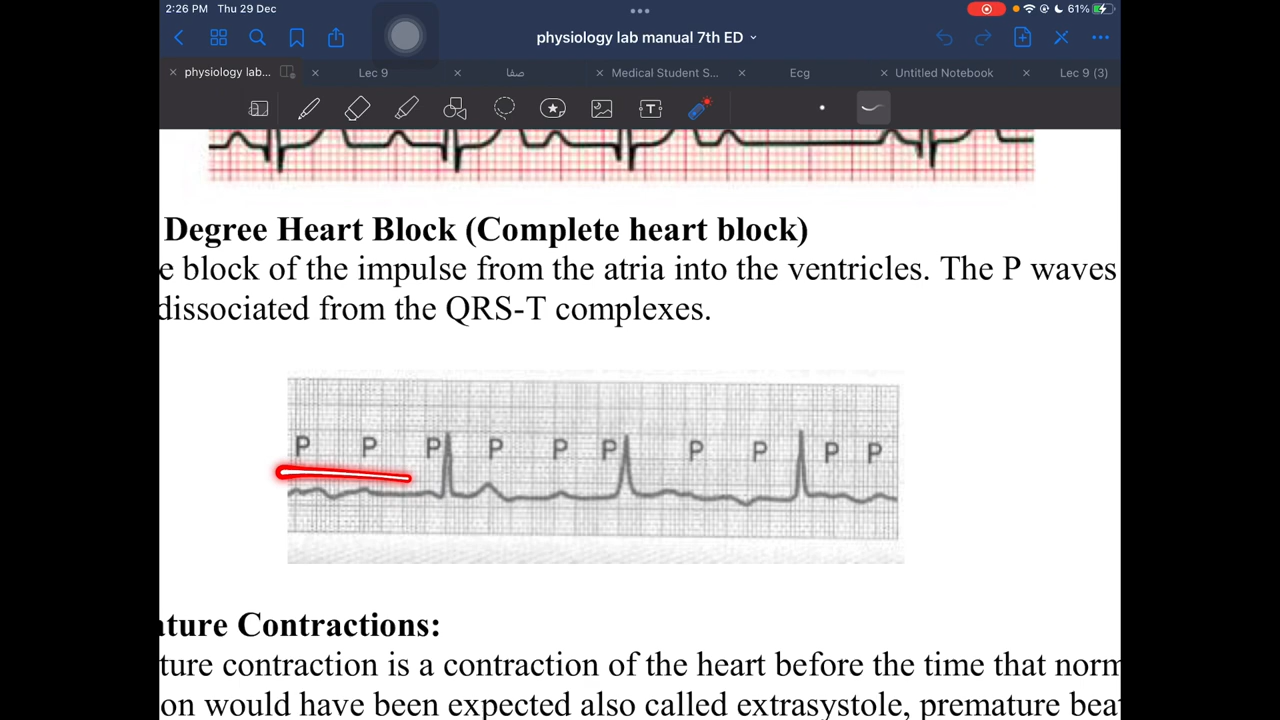 2:26 PM Thu 29 Dec
61%
physiology lab manual 7th ED
physiology lab... Lec 9 صفا Medical Student S... Ecg Untitled Notebook Lec 9 (3)
T
Degree Heart Block (Complete heart block)
e block of the impulse from the atria into the ventricles. The P waves
dissociated from the QRS-T complexes.
P P P P P P P P P P
ature Contractions:
ture contraction is a contraction of the heart before the time that norm
on would have been expected also called extrasystole, premature bea